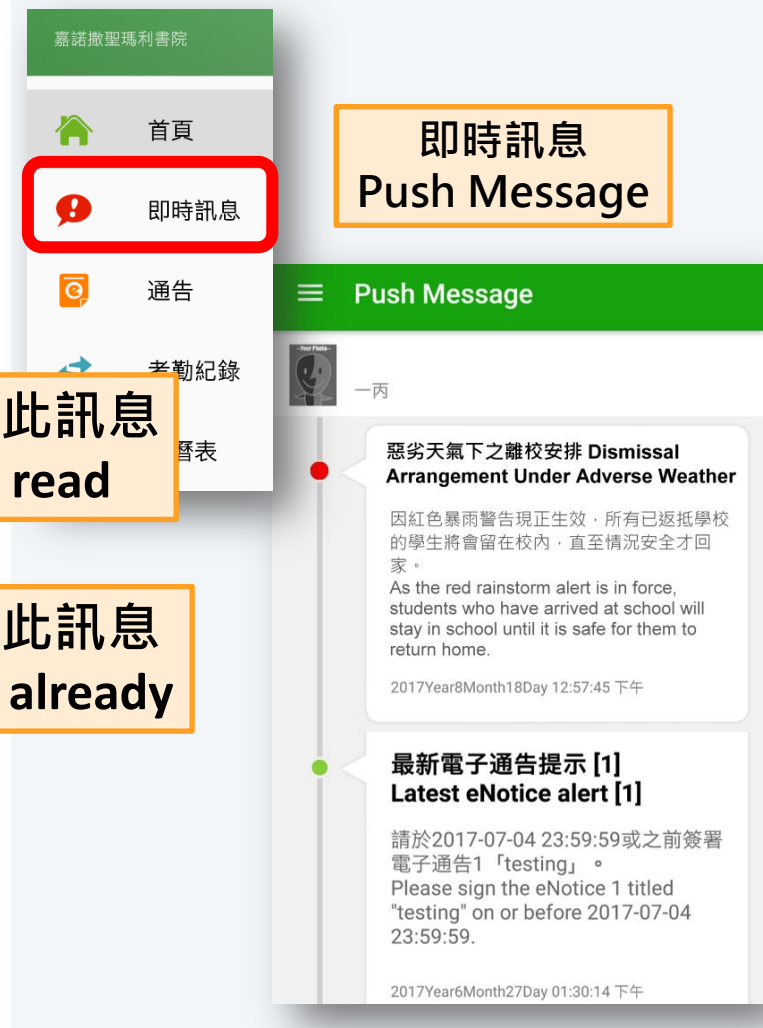 嘉諾撒聖瑪利書院
首頁
即時訊息
通告
考勤紀錄
曆表
即時訊息
Push Message
此訊息
read
此訊息
already
Push Message
-Your Photo-
一丙
惡劣天氣下之離校安排 Dismissal
Arrangement Under Adverse Weather
因紅色暴雨警告現正生效，所有已返抵學校
的學生將會留在校內，直至情況安全才回
家。
As the red rainstorm alert is in force,
students who have arrived at school will
stay in school until it is safe for them to
return home.
2017Year8Month18Day 12:57:45 下午
最新電子通告提示 [1]
Latest eNotice alert [1]
請於2017-07-04 23:59:59或之前簽署
電子通告1「testing」。
Please sign the eNotice 1 titled
"testing" on or before 2017-07-04
23:59:59.
2017Year6Month27Day 01:30:14 下午